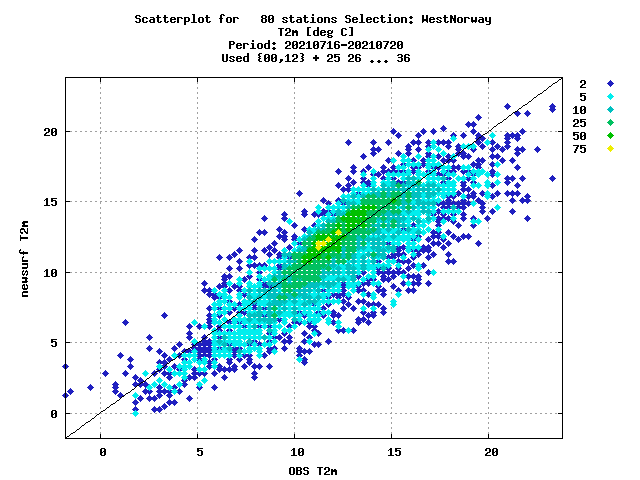 Scatterplot for   80 stations Selection: WestNorway
T2m [deg C]
Period: 20210716-20210720
Used {00,12} + 25 26 ... 36
2
5
10
25
50
75
20
15
10
5
0
newsurf T2m
0 5 10 15 20
OBS T2m